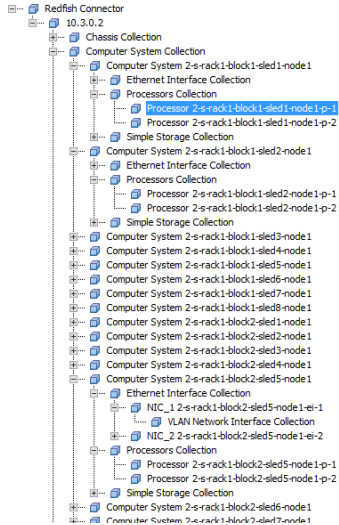 Redfish Connector
10.3.0.2
Chassis Collection
Computer System Collection
Computer System 2-s-rack1-block1-sled1-node1
Ethernet Interface Collection
Processors Collection
Processor 2-s-rack1-block1-sled1-node1-p-1
Processor 2-s-rack1-block1-sled1-node1-p-2
Simple Storage Collection
Computer System 2-s-rack1-block1-sled2-node1
Ethernet Interface Collection
Processors Collection
Processor 2-s-rack1-block1-sled2-node1-p-1
Processor 2-s-rack1-block1-sled2-node1-p-2
Simple Storage Collection
Computer System 2-s-rack1-block1-sled3-node1
Computer System 2-s-rack1-block1-sled4-node1
Computer System 2-s-rack1-block1-sled5-node1
Computer System 2-s-rack1-block1-sled6-node1
Computer System 2-s-rack1-block1-sled7-node1
Computer System 2-s-rack1-block1-sled8-node1
Computer System 2-s-rack1-block2-sled1-node1
Computer System 2-s-rack1-block2-sled2-node1
Computer System 2-s-rack1-block2-sled3-node1
Computer System 2-s-rack1-block2-sled4-node1
Computer System 2-s-rack1-block2-sled5-node1
Ethernet Interface Collection
NIC_1 2-s-rack1-block2-sled5-node1-ei-1
VLAN Network Interface Collection
NIC_2 2-s-rack1-block2-sled5-node1-ei-2
Processors Collection
Processor 2-s-rack1-block2-sled5-node1-p-1
Processor 2-s-rack1-block2-sled5-node1-p-2
Simple Storage Collection
Computer System 2-s-rack1-block2-sled6-node1
Computer System 2-s-rack1-block2-sled7-node1